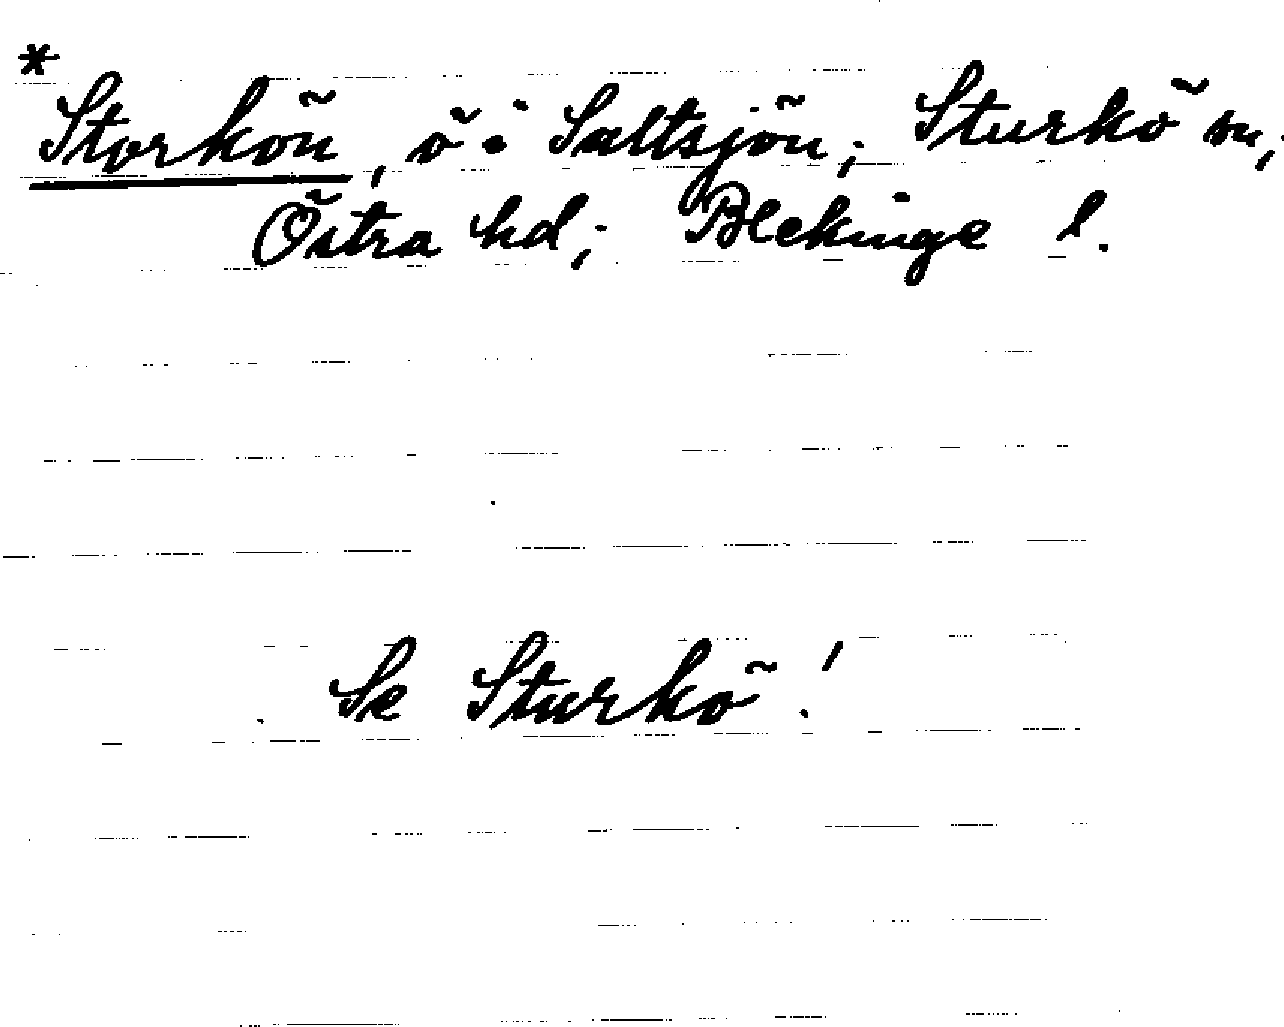 *Storkön, ö i Saltsjön; Sturkö sn;
Östra hd; Blekinge l.
Se Sturkö!